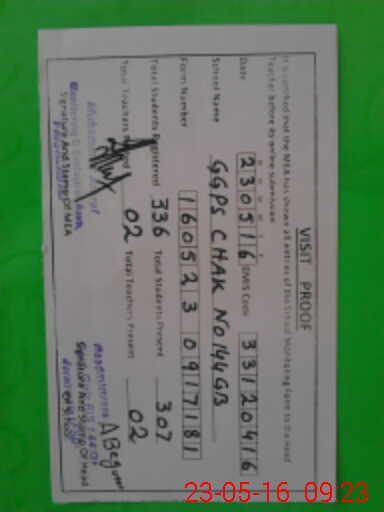 VISIT PROOF
It is certified that the MEA has shown all entries of the School Monitoring Form to the Head
Teacher before its online submission
Date 230516 EMIS Code 33120416
School Name GGPS CHAK No 144 GB
Form Number 1605230917181
Total Students Registered 336 Total Students Present 307
Total Teachers 02 Total Teachers Present 02
A Begum
Signature And Stamp Of MEA Signature And Stamp Of Head
23-05-16 09:23